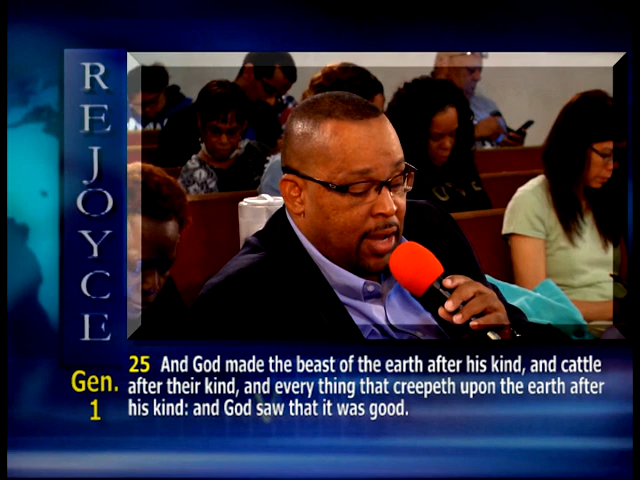 REJOYCE
Gen.
1
25 And God made the beast of the earth after his kind, and cattle
after their kind, and every thing that creepeth upon the earth after
his kind: and God saw that it was good.